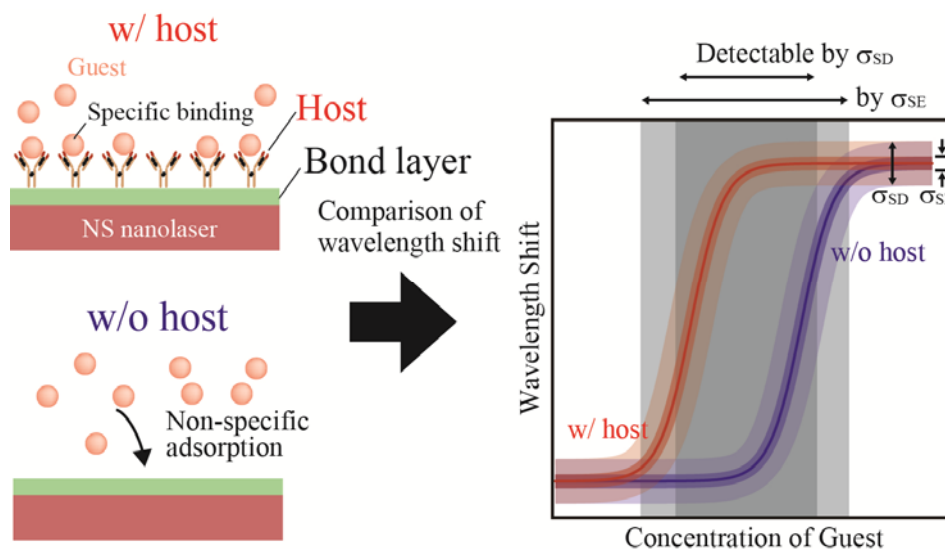 w/ host
Guest
Specific binding
Host
Bond layer
NS nanolaser
w/o host
Non-specific
adsorption
Comparison of
wavelength shift
Detectable by σSD
by σSE
Wavelength Shift
σSD
w/o host
w/ host
Concentration of Guest